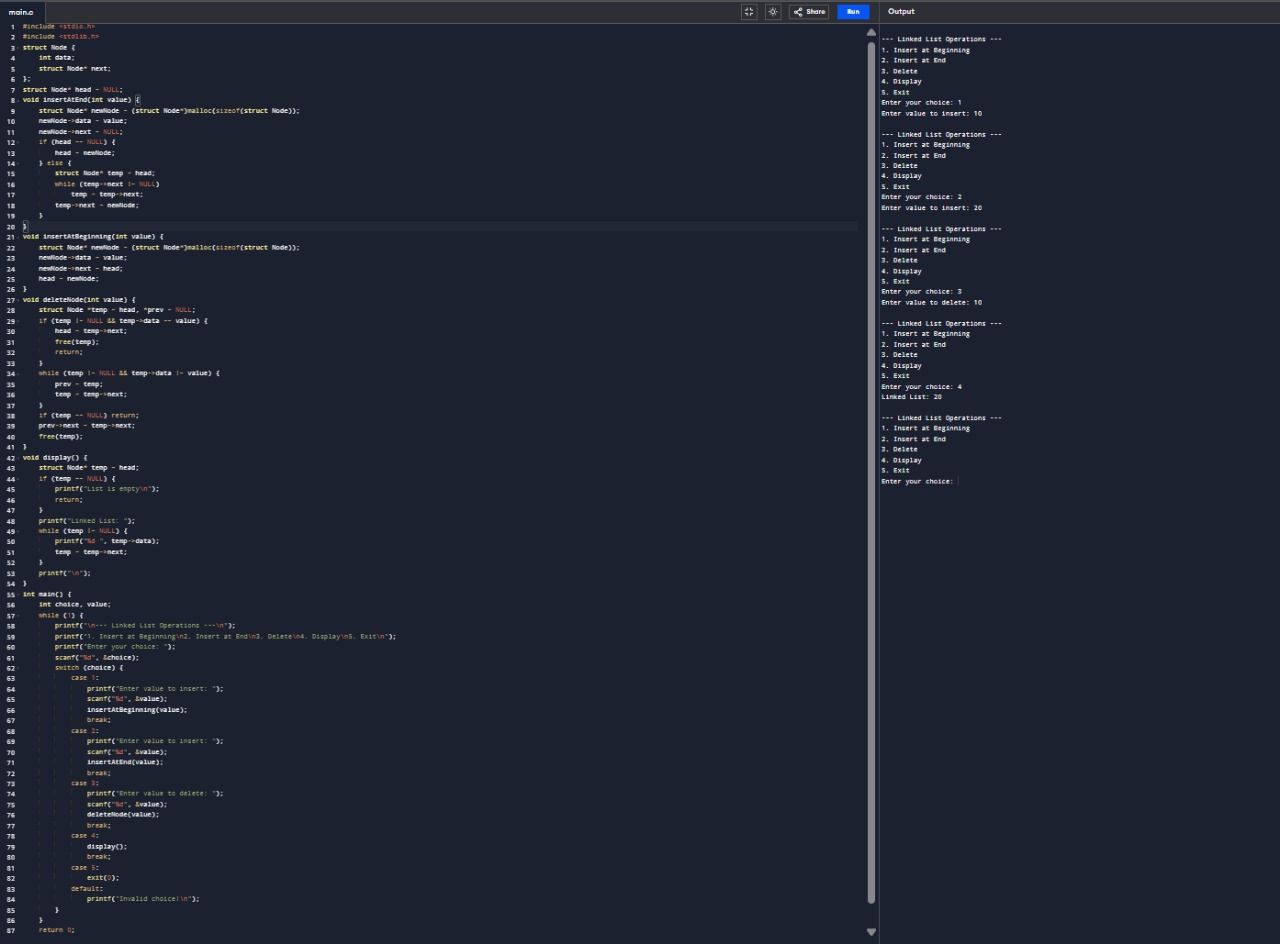 main.c
Share
Run
Output
1 #include <stdio.h>
2 #include <stdlib.h>
3 struct Node {
4 int data;
5 struct Node* next;
6 };
7 struct Node* head = NULL;
8 void insertAtEnd(int value) {
9 struct Node* newNode = (struct Node*)malloc(sizeof(struct Node));
10 newNode->data = value;
11 newNode->next = NULL;
12 if (head == NULL) {
13 head = newNode;
14 } else {
15 struct Node* temp = head;
16 while (temp->next != NULL)
17 temp = temp->next;
18 temp->next = newNode;
19 }
20 }
21 void insertAtBeginning(int value) {
22 struct Node* newNode = (struct Node*)malloc(sizeof(struct Node));
23 newNode->data = value;
24 newNode->next = head;
25 head = newNode;
26 }
27 void deleteNode(int value) {
28 struct Node *temp = head, *prev = NULL;
29 if (temp != NULL && temp->data == value) {
30 head = temp->next;
31 free(temp);
32 return;
33 }
34 while (temp != NULL && temp->data != value) {
35 prev = temp;
36 temp = temp->next;
37 }
38 if (temp == NULL) return;
39 prev->next = temp->next;
40 free(temp);
41 }
42 void display() {
43 struct Node* temp = head;
44 if (temp == NULL) {
45 printf("List is empty\n");
46 return;
47 }
48 printf("Linked List: ");
49 while (temp != NULL) {
50 printf("%d ", temp->data);
51 temp = temp->next;
52 }
53 printf("\n");
54 }
55 int main() {
56 int choice, value;
57 while (1) {
58 printf("\n--- Linked List Operations ---\n");
59 printf("1. Insert at Beginning\n2. Insert at End\n3. Delete\n4. Display\n5. Exit\n");
60 printf("Enter your choice: ");
61 scanf("%d", &choice);
62 switch (choice) {
63 case 1:
64 printf("Enter value to insert: ");
65 scanf("%d", &value);
66 insertAtBeginning(value);
67 break;
68 case 2:
69 printf("Enter value to insert: ");
70 scanf("%d", &value);
71 insertAtEnd(value);
72 break;
73 case 3:
74 printf("Enter value to delete: ");
75 scanf("%d", &value);
76 deleteNode(value);
77 break;
78 case 4:
79 display();
80 break;
81 case 5:
82 exit(0);
83 default:
84 printf("Invalid choice!\n");
85 }
86 }
87 return 0;
--- Linked List Operations ---
1. Insert at Beginning
2. Insert at End
3. Delete
4. Display
5. Exit
Enter your choice: 1
Enter value to insert: 10
--- Linked List Operations ---
1. Insert at Beginning
2. Insert at End
3. Delete
4. Display
5. Exit
Enter your choice: 2
Enter value to insert: 20
--- Linked List Operations ---
1. Insert at Beginning
2. Insert at End
3. Delete
4. Display
5. Exit
Enter your choice: 3
Enter value to delete: 10
--- Linked List Operations ---
1. Insert at Beginning
2. Insert at End
3. Delete
4. Display
5. Exit
Enter your choice: 4
Linked List: 20
--- Linked List Operations ---
1. Insert at Beginning
2. Insert at End
3. Delete
4. Display
5. Exit
Enter your choice: